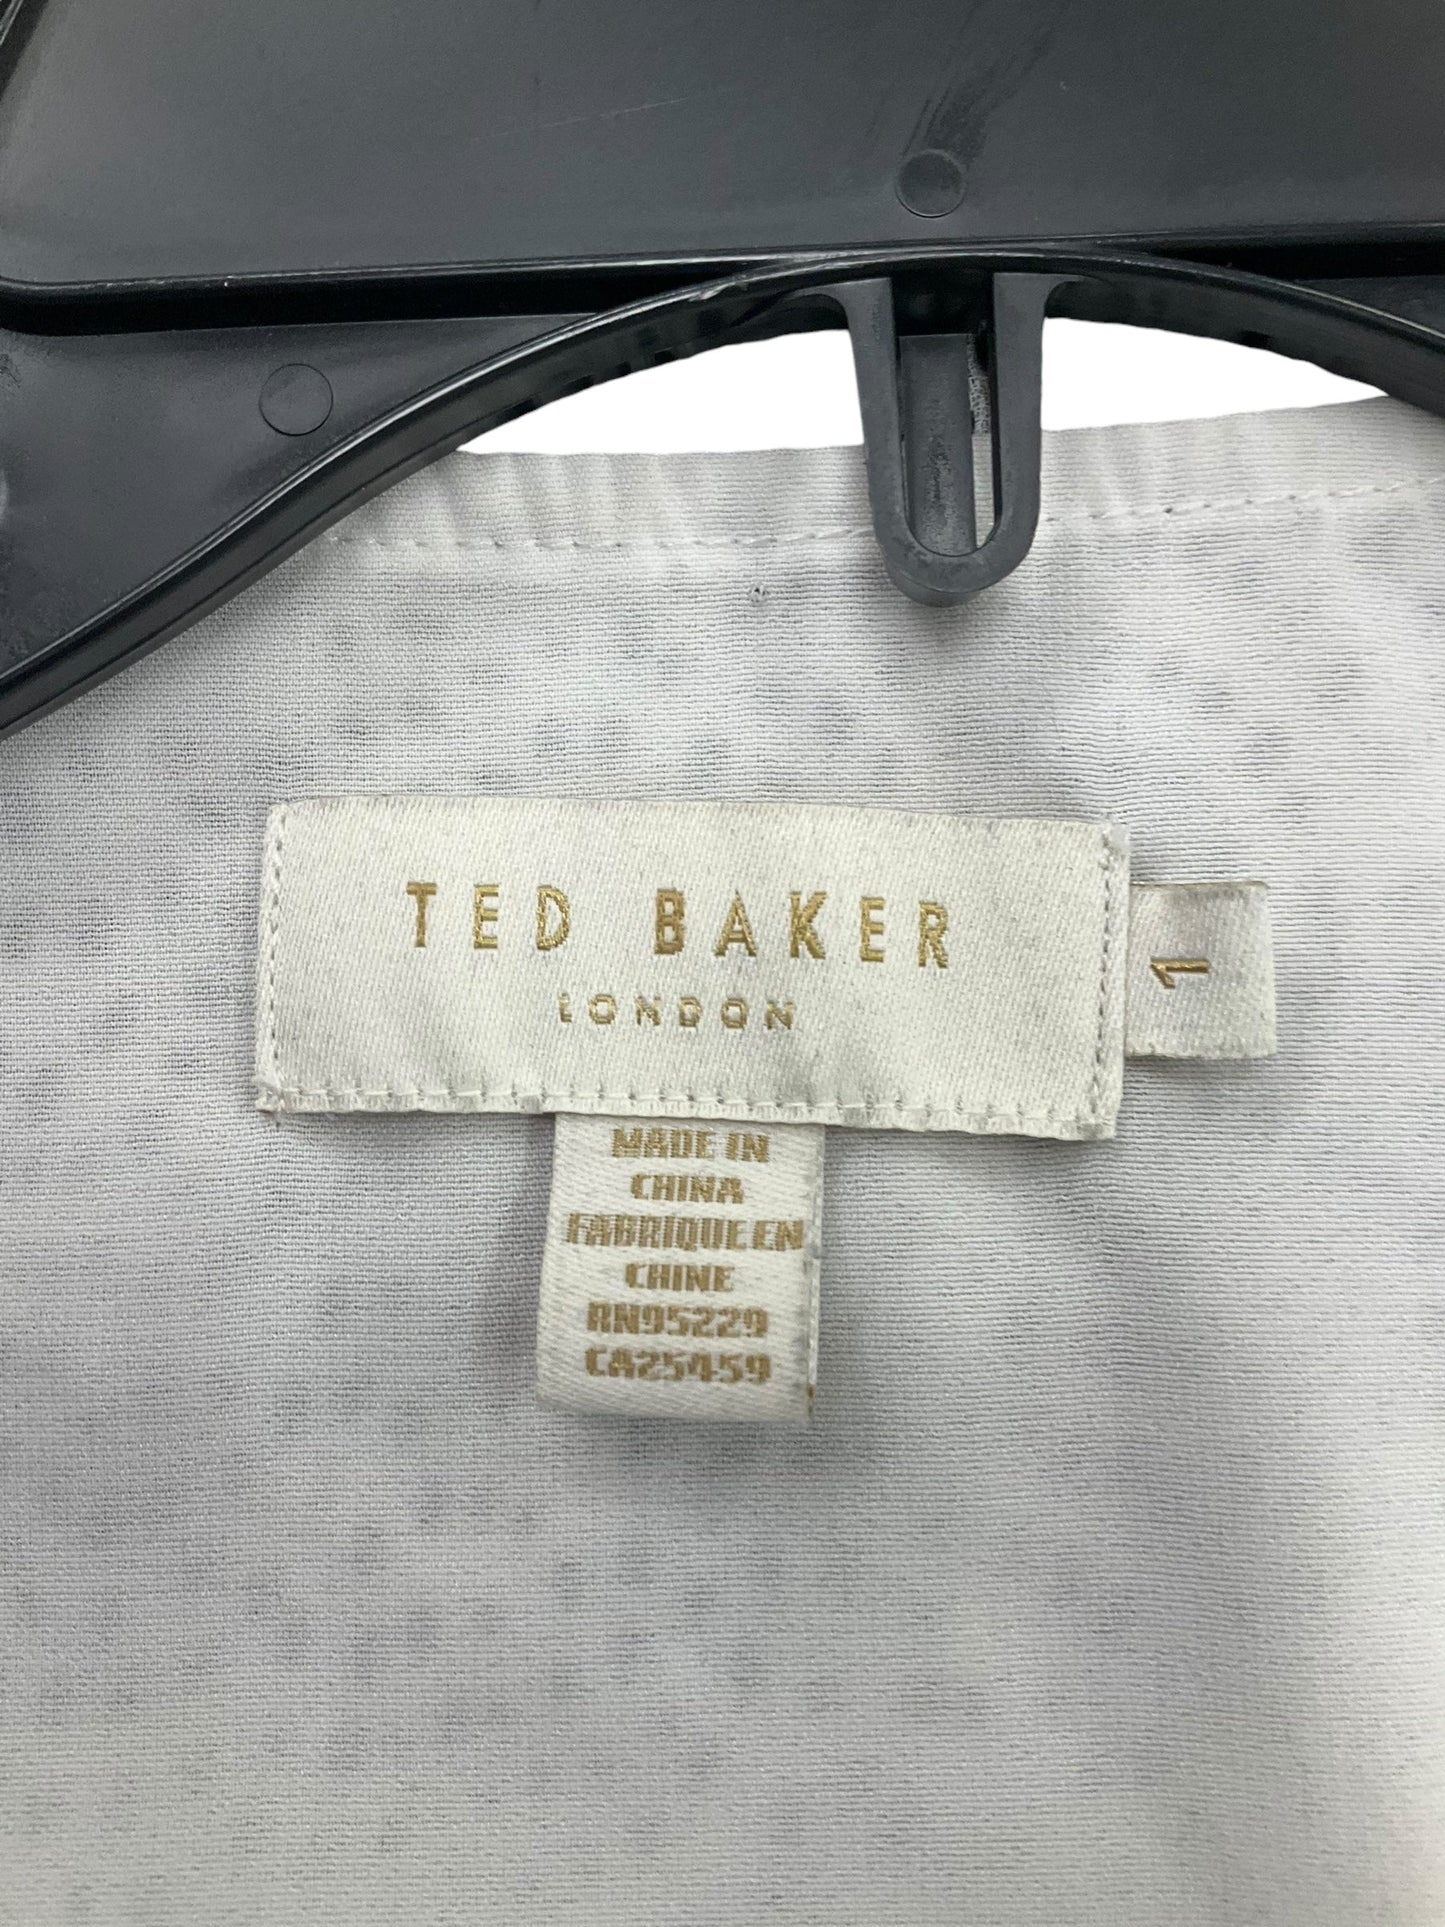 TED BAKER
LONDON
1
MADE IN
CHINA
FABRIQUE EN
CHINE
RN95229
CA25459